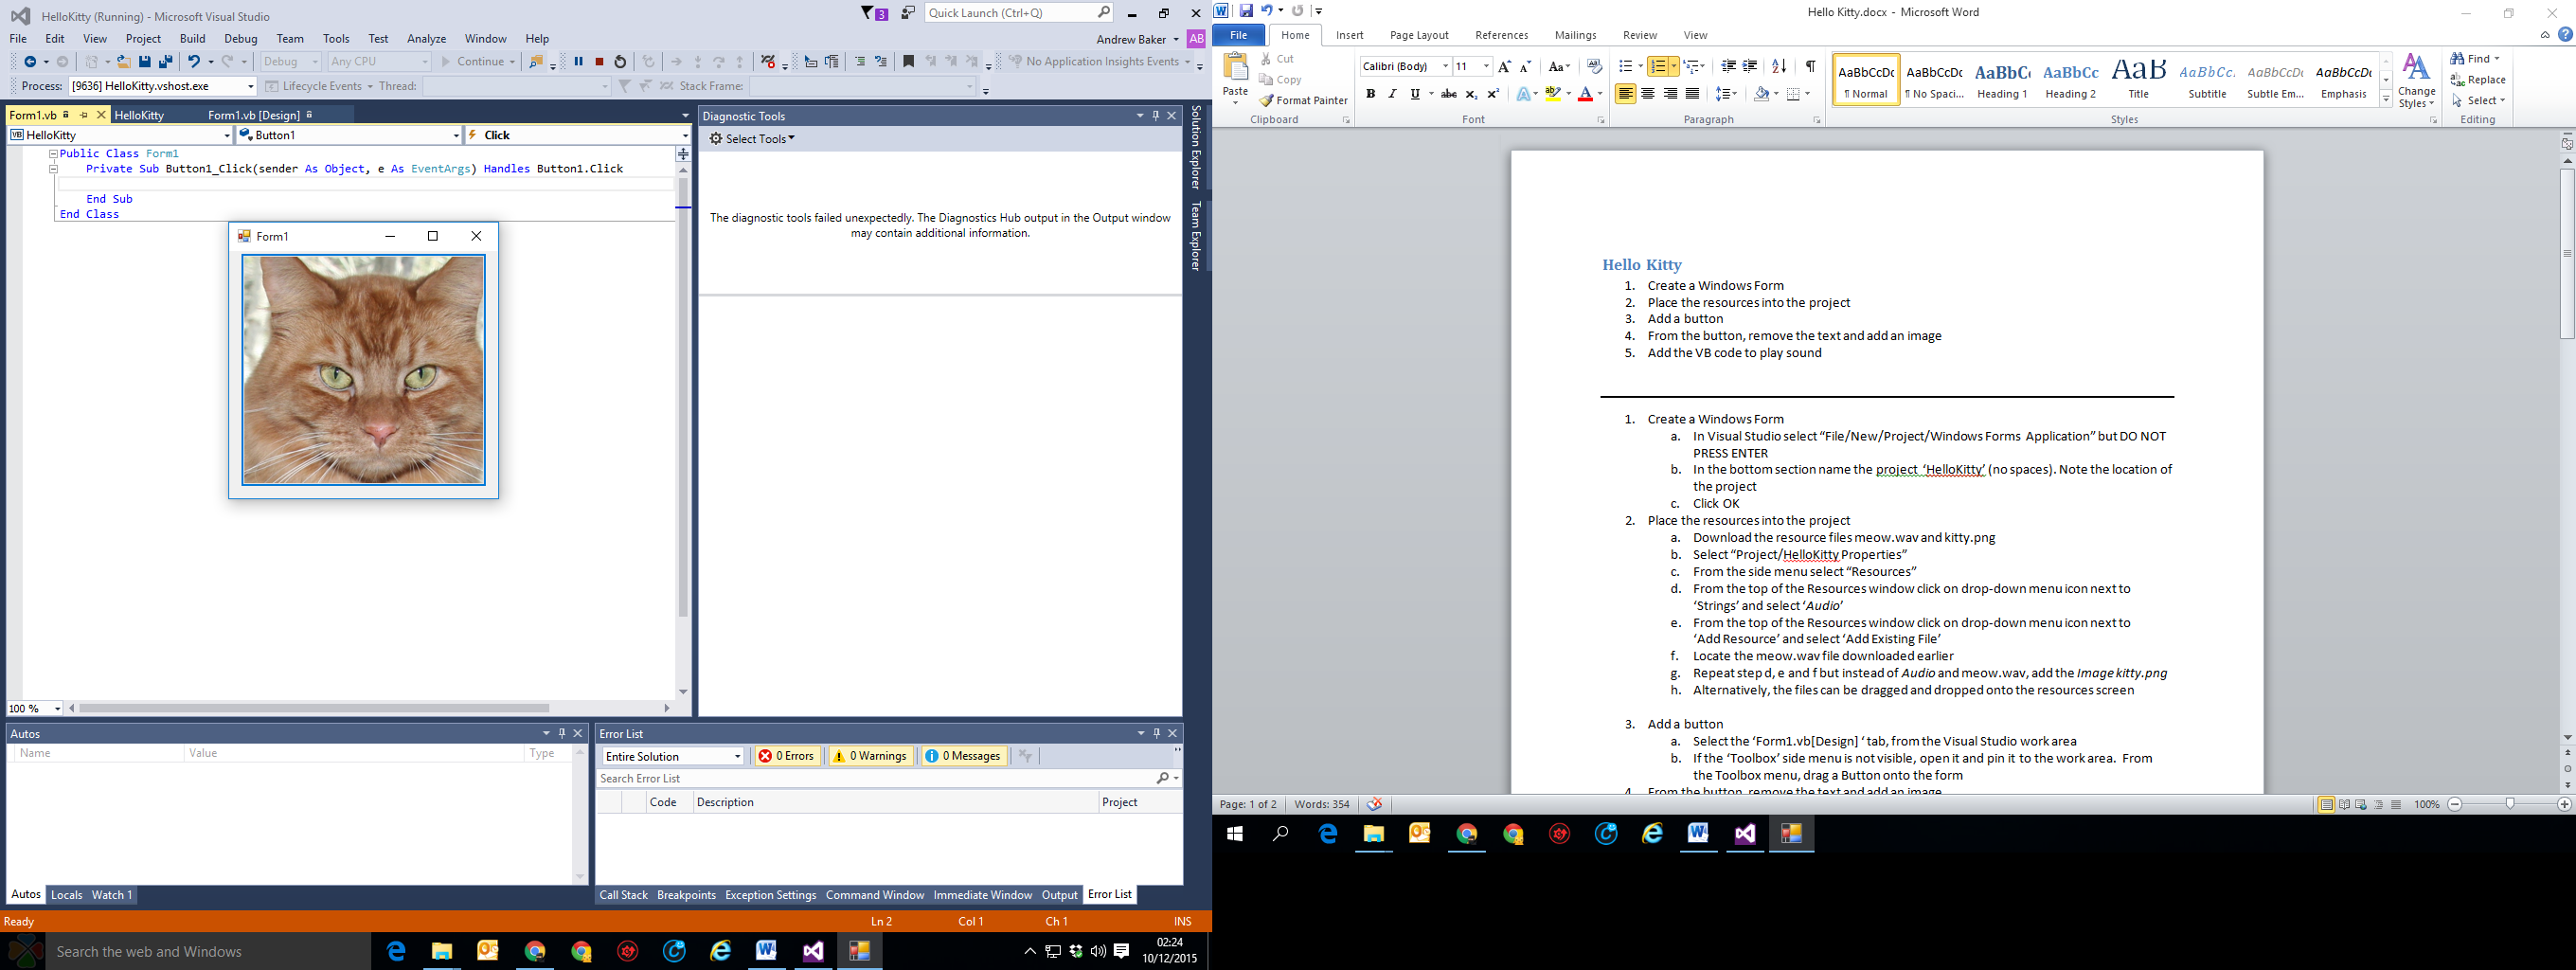 HelloKitty (Running) - Microsoft Visual Studio
3
Quick Launch (Ctrl+Q)
File Edit View Project Build Debug Team Tools Test Analyze Window Help
Andrew Baker AB
Debug Any CPU Continue No Application Insights Events
Process: [9636] HelloKitty.vshost.exe Lifecycle Events Thread: Stack Frame:
Form1.vb HelloKitty Form1.vb [Design]
VB HelloKitty Button1 Click
Public Class Form1
Private Sub Button1_Click(sender As Object, e As EventArgs) Handles Button1.Click
End Sub
End Class
Form1
100 %
Diagnostic Tools
Select Tools
The diagnostic tools failed unexpectedly. The Diagnostics Hub output in the Output window
may contain additional information.
Solution Explorer
Team Explorer
Autos
Name Value Type
Autos Locals Watch 1
Error List
Entire Solution 0 Errors 0 Warnings 0 Messages
Search Error List
Code Description Project
Call Stack Breakpoints Exception Settings Command Window Immediate Window Output Error List
Ready Ln 2 Col 1 Ch 1 INS
Search the web and Windows
02:24
10/12/2015
Hello Kitty.docx - Microsoft Word
File Home Insert Page Layout References Mailings Review View
Paste
Cut
Copy
Format Painter
Clipboard
Calibri (Body) 11
B I U abc x₂ x²
Font
Paragraph
AaBbCcDc AaBbCcDc AaBbC AaBbCc AaB AaBbCc. AaBbCcDc AaBbCcDc
¶ Normal ¶ No Spaci... Heading 1 Heading 2 Title Subtitle Subtle Em... Emphasis
Change
Styles
Styles
Find
Replace
Select
Editing
Hello Kitty
1. Create a Windows Form
2. Place the resources into the project
3. Add a button
4. From the button, remove the text and add an image
5. Add the VB code to play sound
1. Create a Windows Form
a. In Visual Studio select “File/New/Project/Windows Forms Application” but DO NOT
PRESS ENTER
b. In the bottom section name the project ‘HelloKitty’ (no spaces). Note the location of
the project
c. Click OK
2. Place the resources into the project
a. Download the resource files meow.wav and kitty.png
b. Select “Project/HelloKitty Properties”
c. From the side menu select “Resources”
d. From the top of the Resources window click on drop-down menu icon next to
‘Strings’ and select ‘Audio’
e. From the top of the Resources window click on drop-down menu icon next to
‘Add Resource’ and select ‘Add Existing File’
f. Locate the meow.wav file downloaded earlier
g. Repeat step d, e and f but instead of Audio and meow.wav, add the Image kitty.png
h. Alternatively, the files can be dragged and dropped onto the resources screen
3. Add a button
a. Select the ‘Form1.vb[Design] ‘ tab, from the Visual Studio work area
b. If the ‘Toolbox’ side menu is not visible, open it and pin it to the work area. From
the Toolbox menu, drag a Button onto the form
4. From the button, remove the text and add an image
Page: 1 of 2 Words: 354 100%